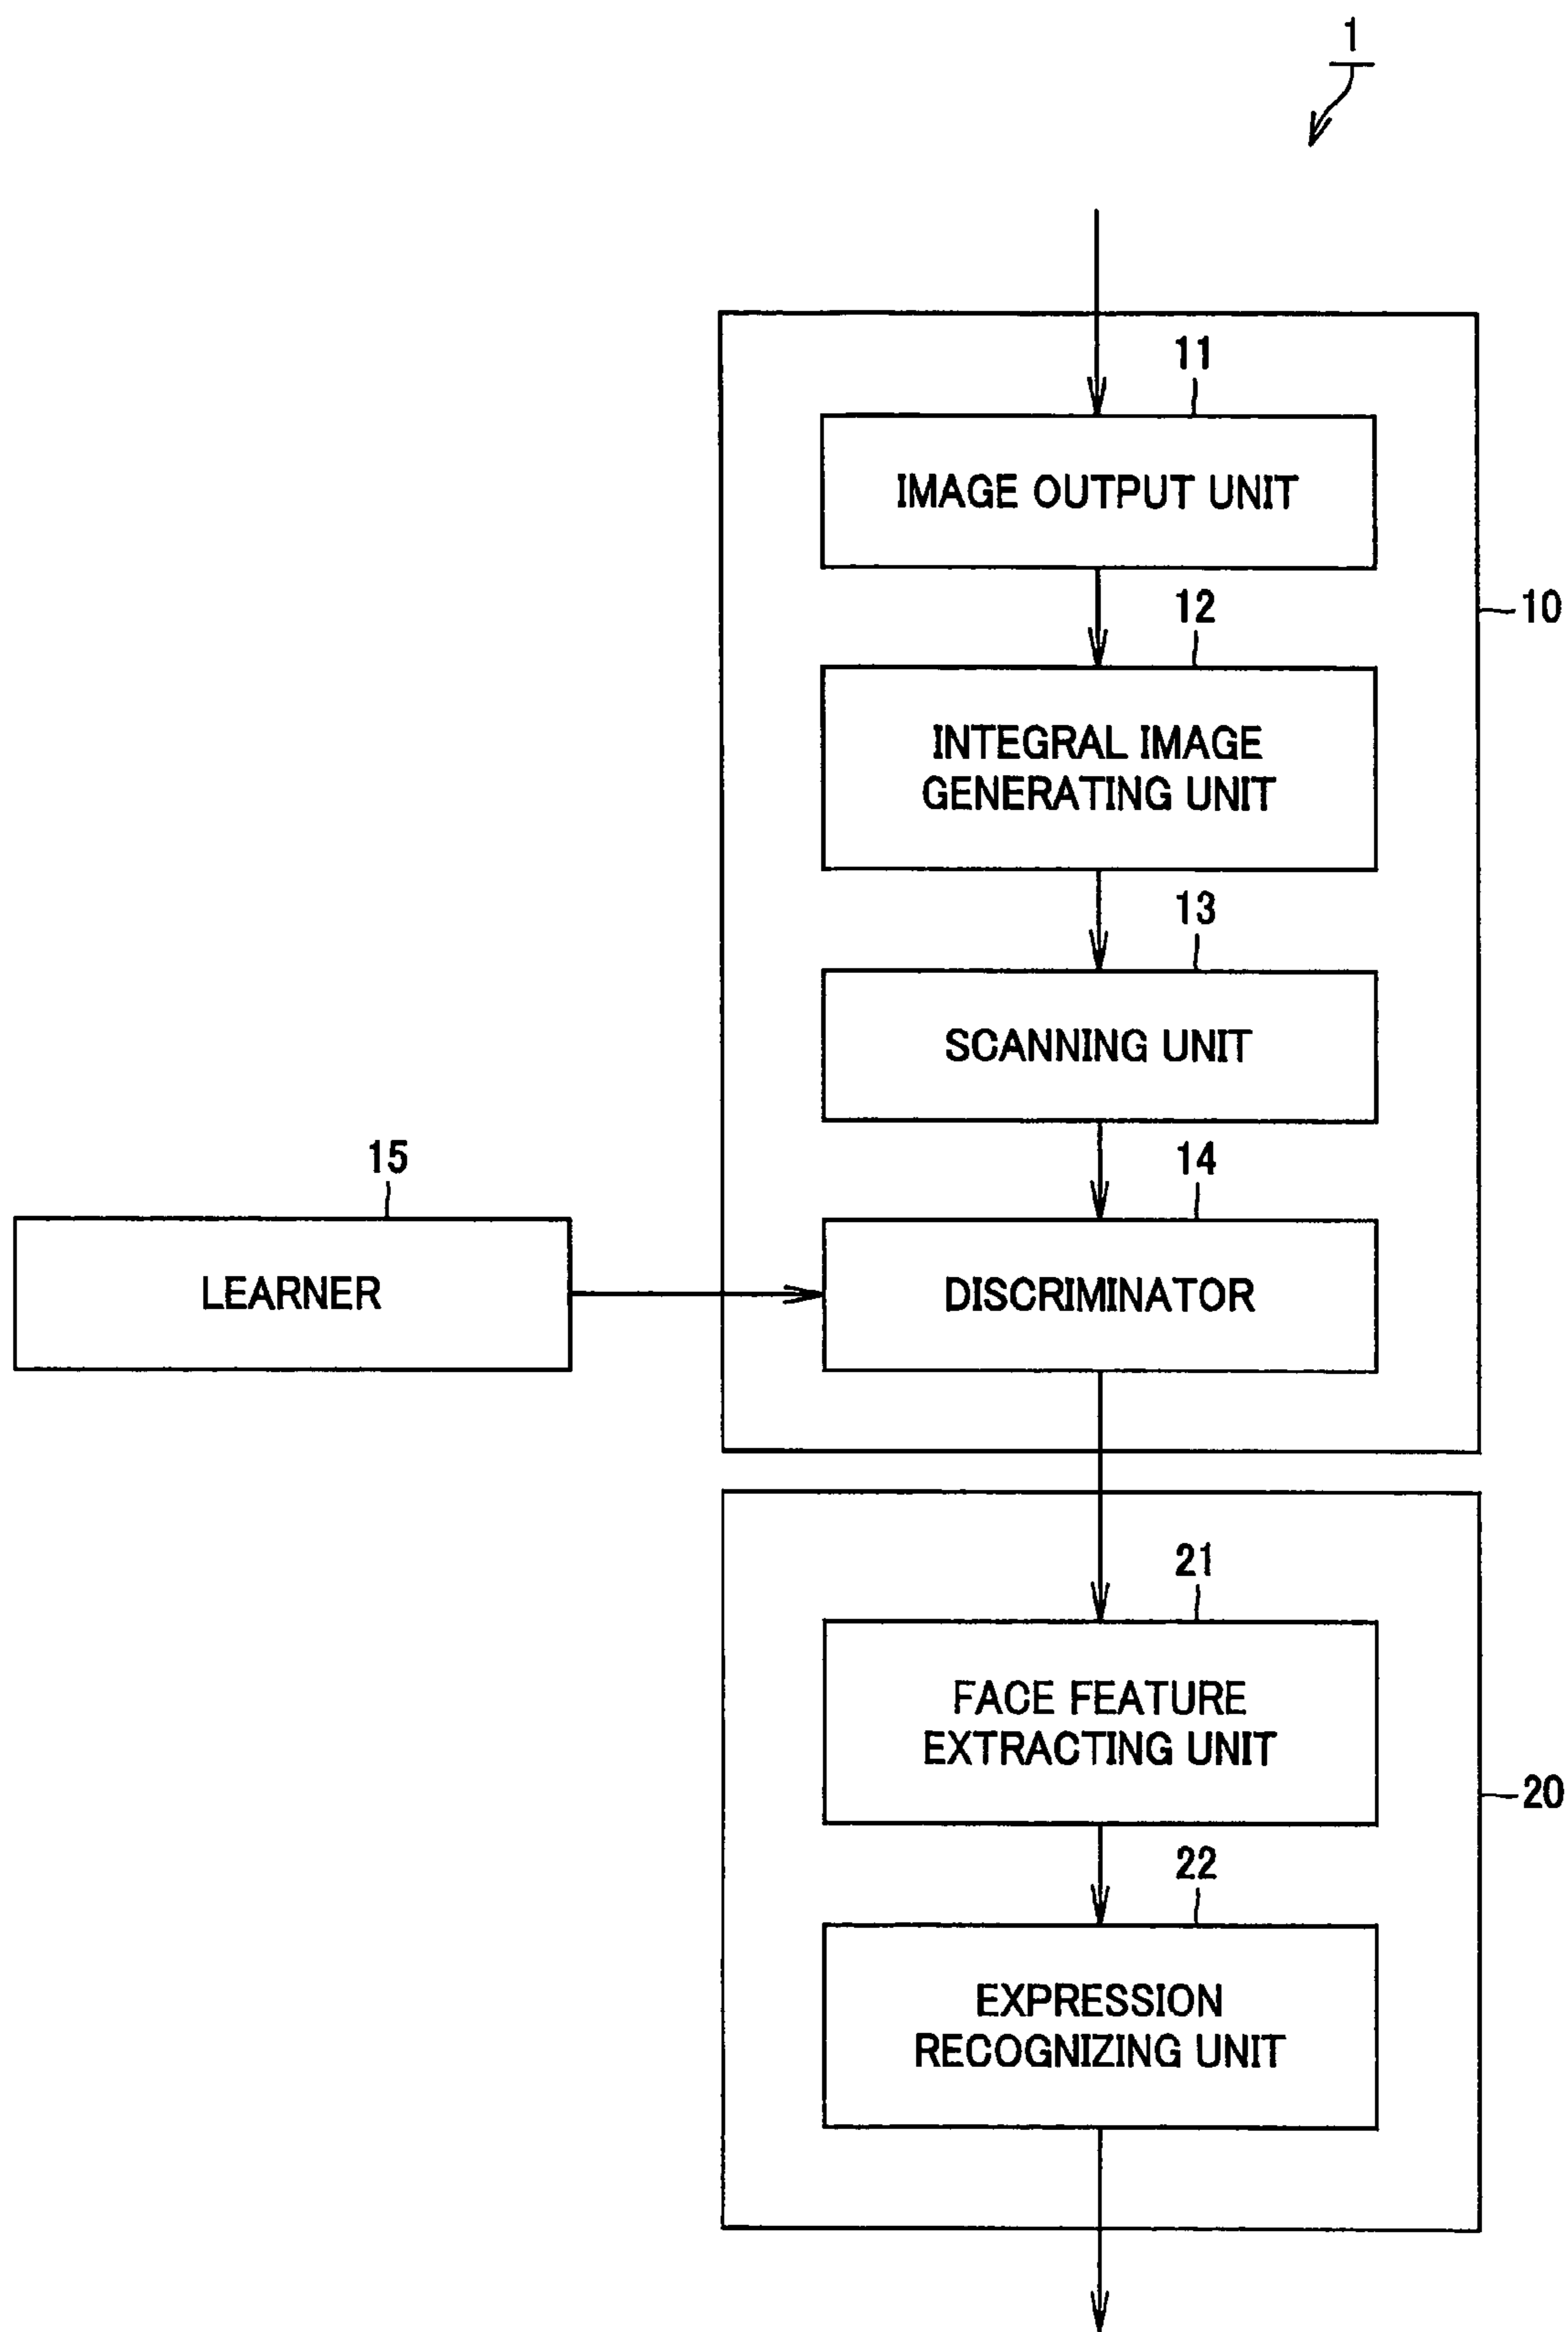 1
11
IMAGE OUTPUT UNIT
10
12
INTEGRAL IMAGE
GENERATING UNIT
13
SCANNING UNIT
14
15
LEARNER
DISCRIMINATOR
21
FACE FEATURE
EXTRACTING UNIT
20
22
EXPRESSION
RECOGNIZING UNIT